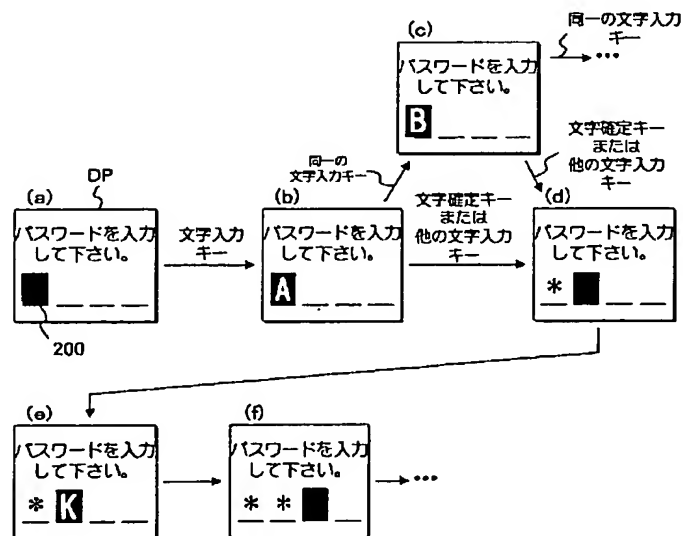 (c)
パスワードを入力
して下さい。
B
同一の文字入力
キー
•••
同一の
文字入力キー
文字確定キー
または
他の文字入力
キー
DP
(a)
パスワードを入力
して下さい。
200
文字入力
キー
(b)
パスワードを入力
して下さい。
A
文字確定キー
または
他の文字入力
キー
(d)
パスワードを入力
して下さい。
*
(e)
パスワードを入力
して下さい。
* K
(f)
パスワードを入力
して下さい。
* *
•••